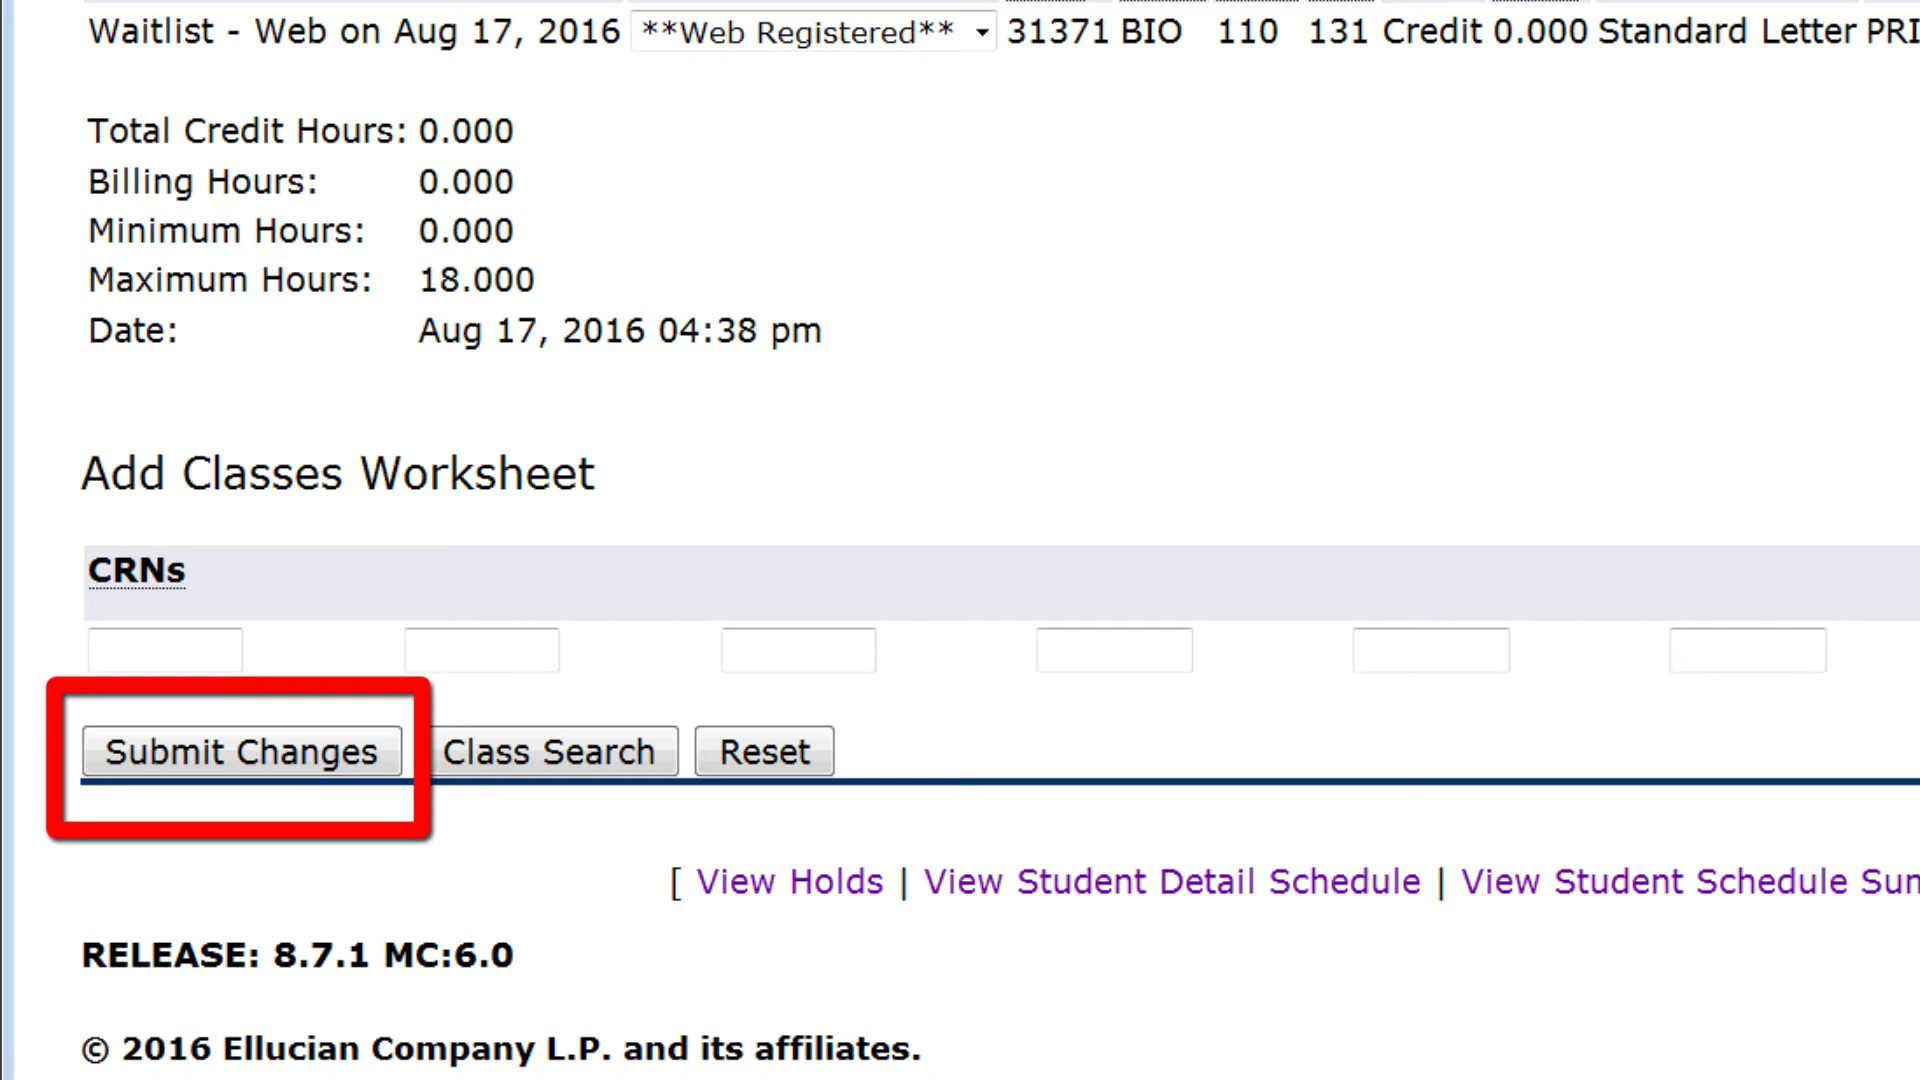 Waitlist - Web on Aug 17, 2016 **Web Registered** 31371 BIO 110 131 Credit 0.000 Standard Letter PRI
Total Credit Hours: 0.000
Billing Hours: 0.000
Minimum Hours: 0.000
Maximum Hours: 18.000
Date: Aug 17, 2016 04:38 pm
Add Classes Worksheet
CRNs
Submit Changes Class Search Reset
[ View Holds | View Student Detail Schedule | View Student Schedule Sum
RELEASE: 8.7.1 MC:6.0
© 2016 Ellucian Company L.P. and its affiliates.